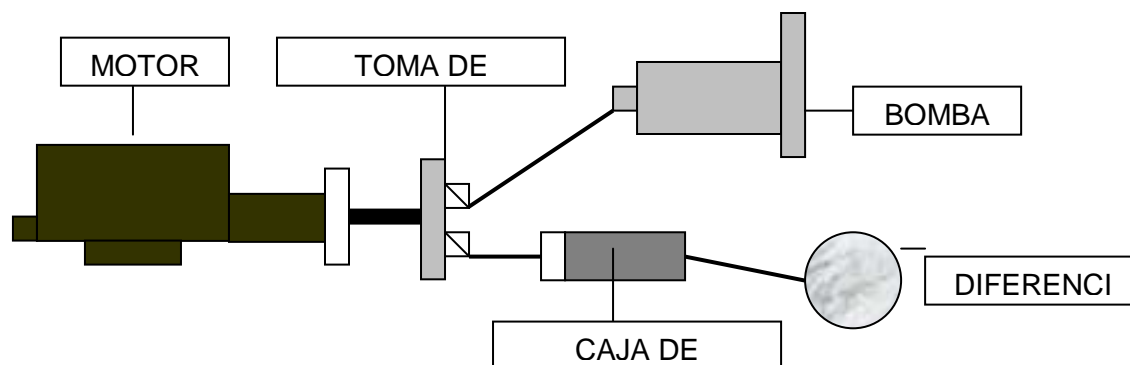 MOTOR
TOMA DE
BOMBA
DIFERENCI
CAJA DE